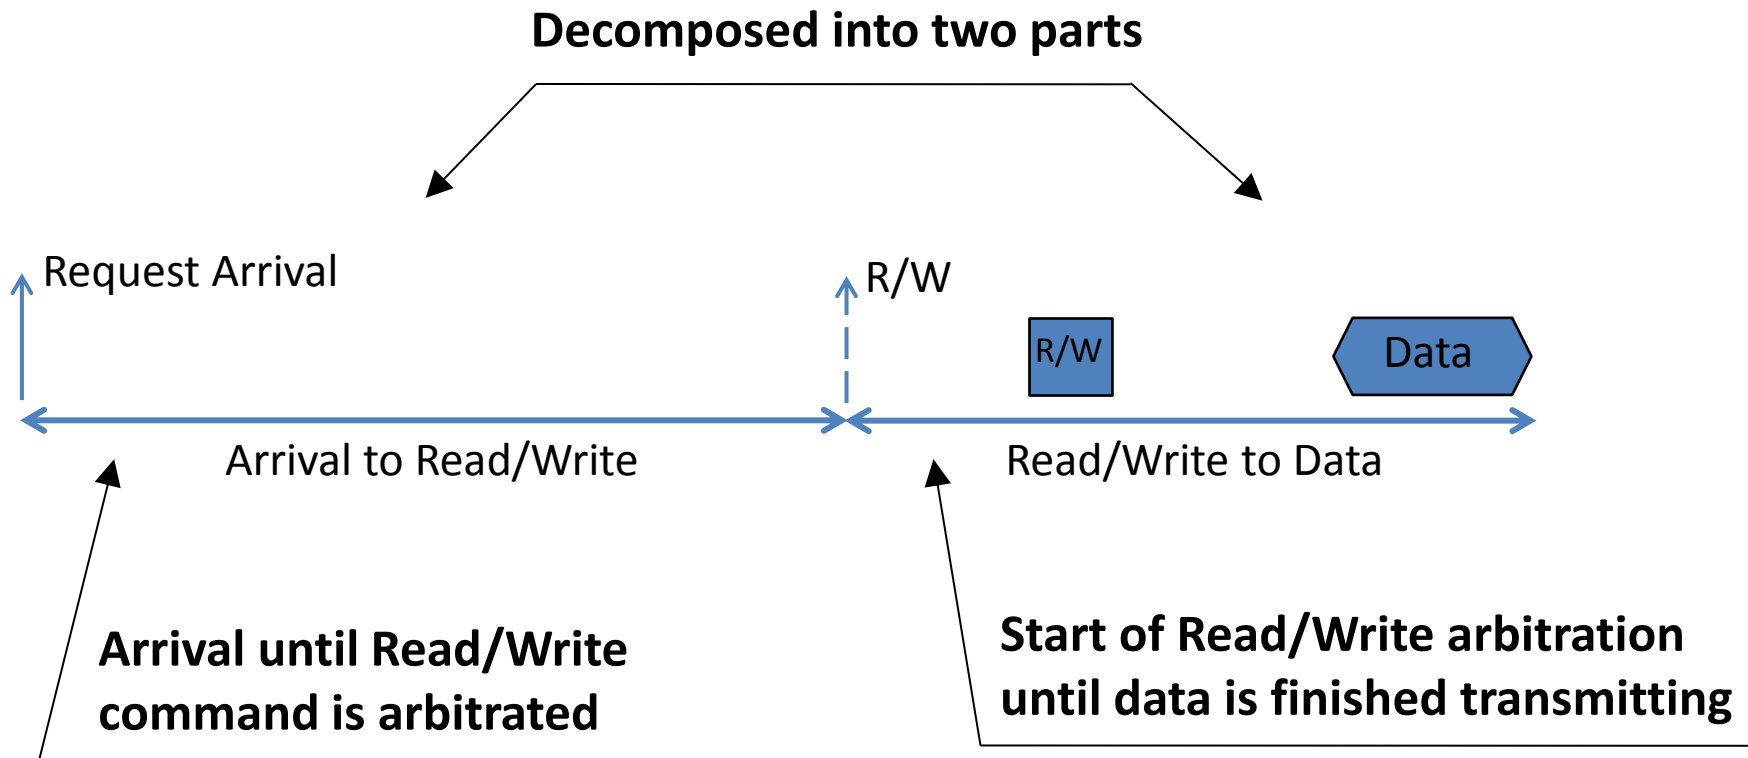 Decomposed into two parts
Request Arrival
R/W
R/W
Data
Arrival to Read/Write
Read/Write to Data
Arrival until Read/Write
command is arbitrated
Start of Read/Write arbitration
until data is finished transmitting